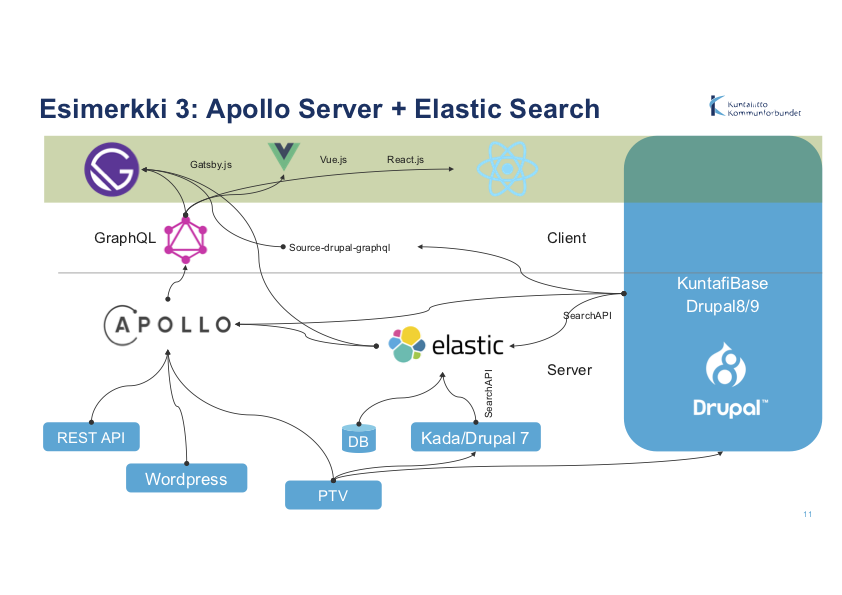 Esimerkki 3: Apollo Server + Elastic Search
Kuntaliitto
Kommunförbundet
Gatsby.js
Vue.js
React.js
GraphQL
Source-drupal-graphql
Client
KuntafiBase
Drupal8/9
SearchAPI
APOLLO
elastic
Server
SearchAPI
Drupal™
REST API
DB
Kada/Drupal 7
Wordpress
PTV
11